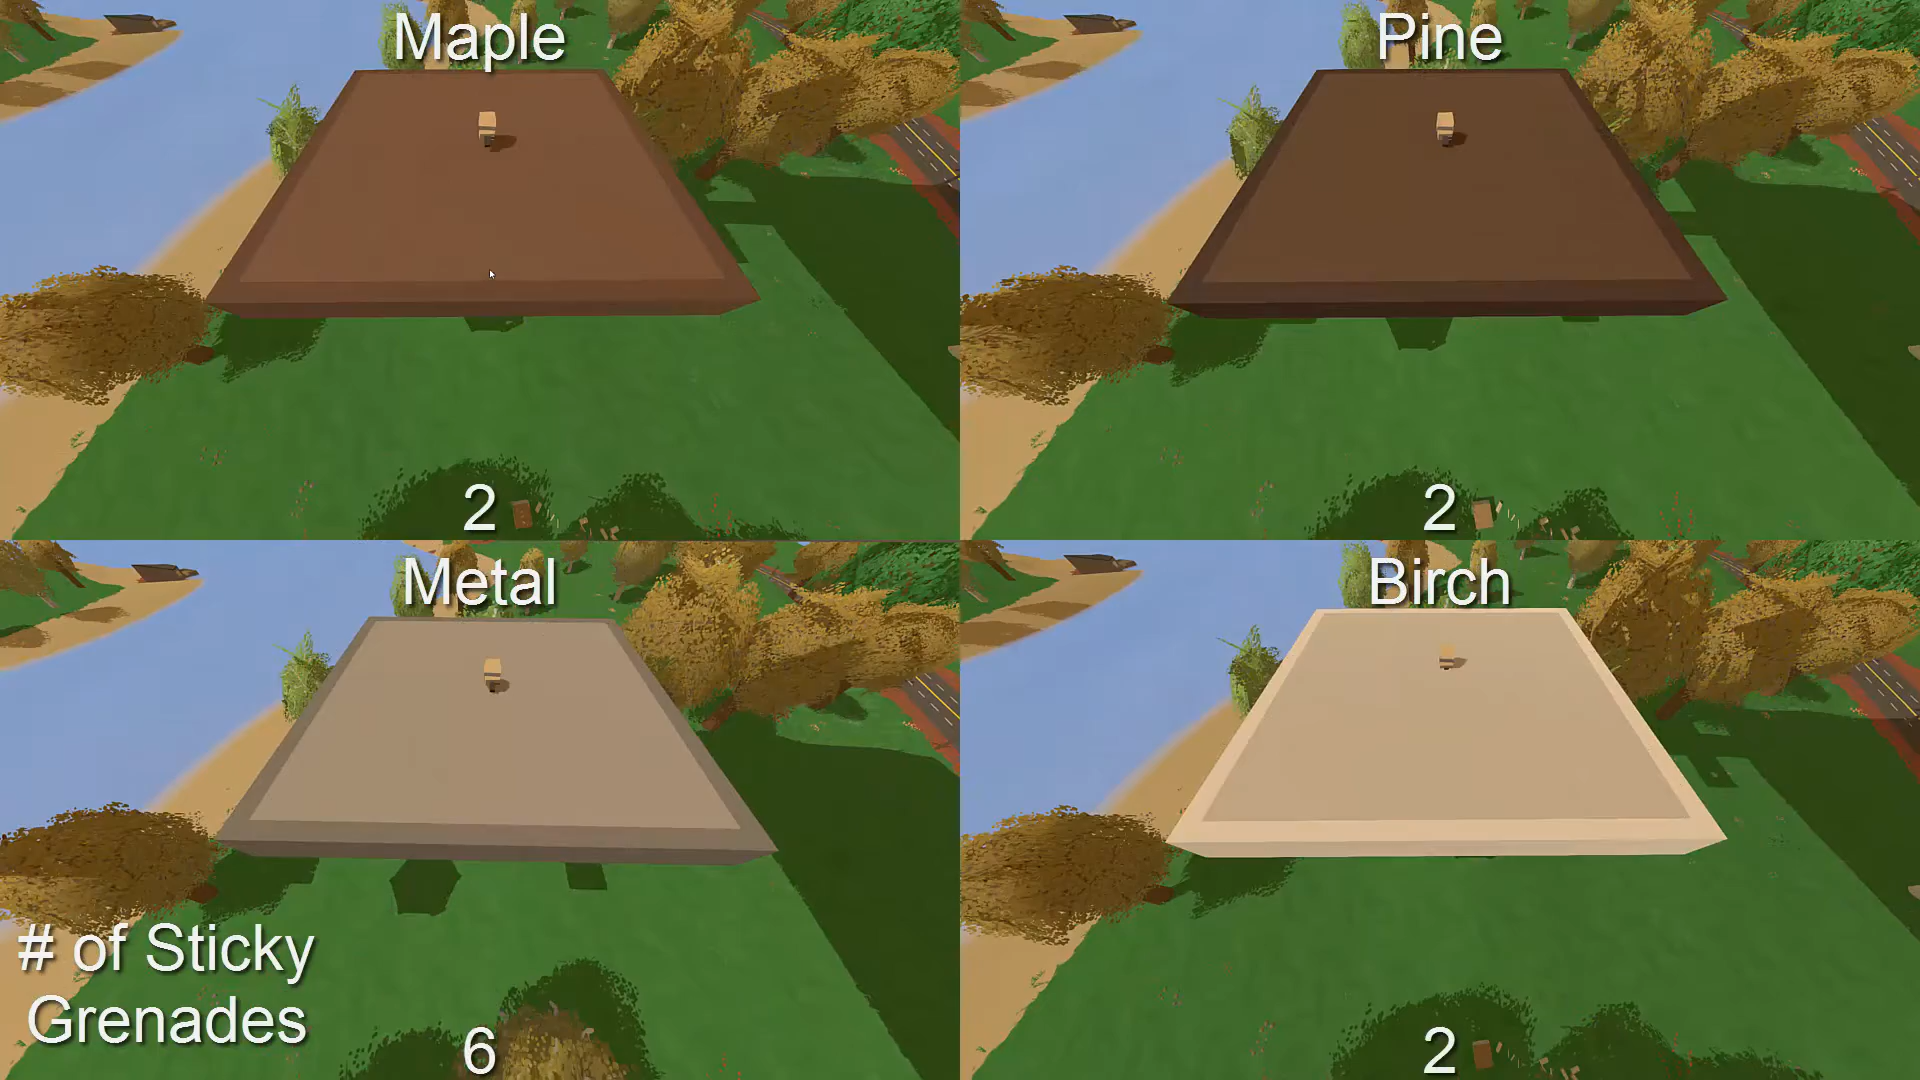 Maple
Pine
2
2
Metal
Birch
# of Sticky
Grenades
6
2